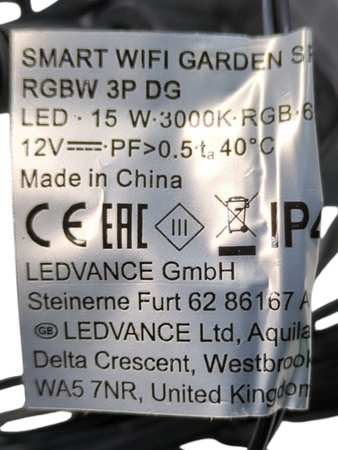 SMART WIFI GARDEN SP
RGBW 3P DG
LED · 15 W·3000K·RGB·6
12V⎓·PF>0.5·ta 40°C
Made in China
CE EAC III IP4
LEDVANCE GmbH
Steinerne Furt 62 86167 A
GB LEDVANCE Ltd, Aquila
Delta Crescent, Westbrook
WA5 7NR, United Kingdom